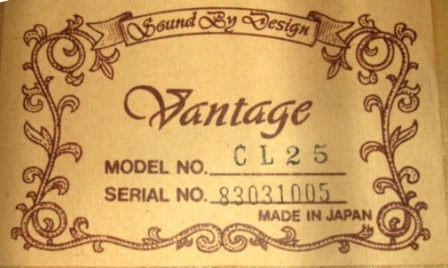 Sound By Design
Vantage
MODEL NO. CL25
SERIAL NO. 83031005
MADE IN JAPAN